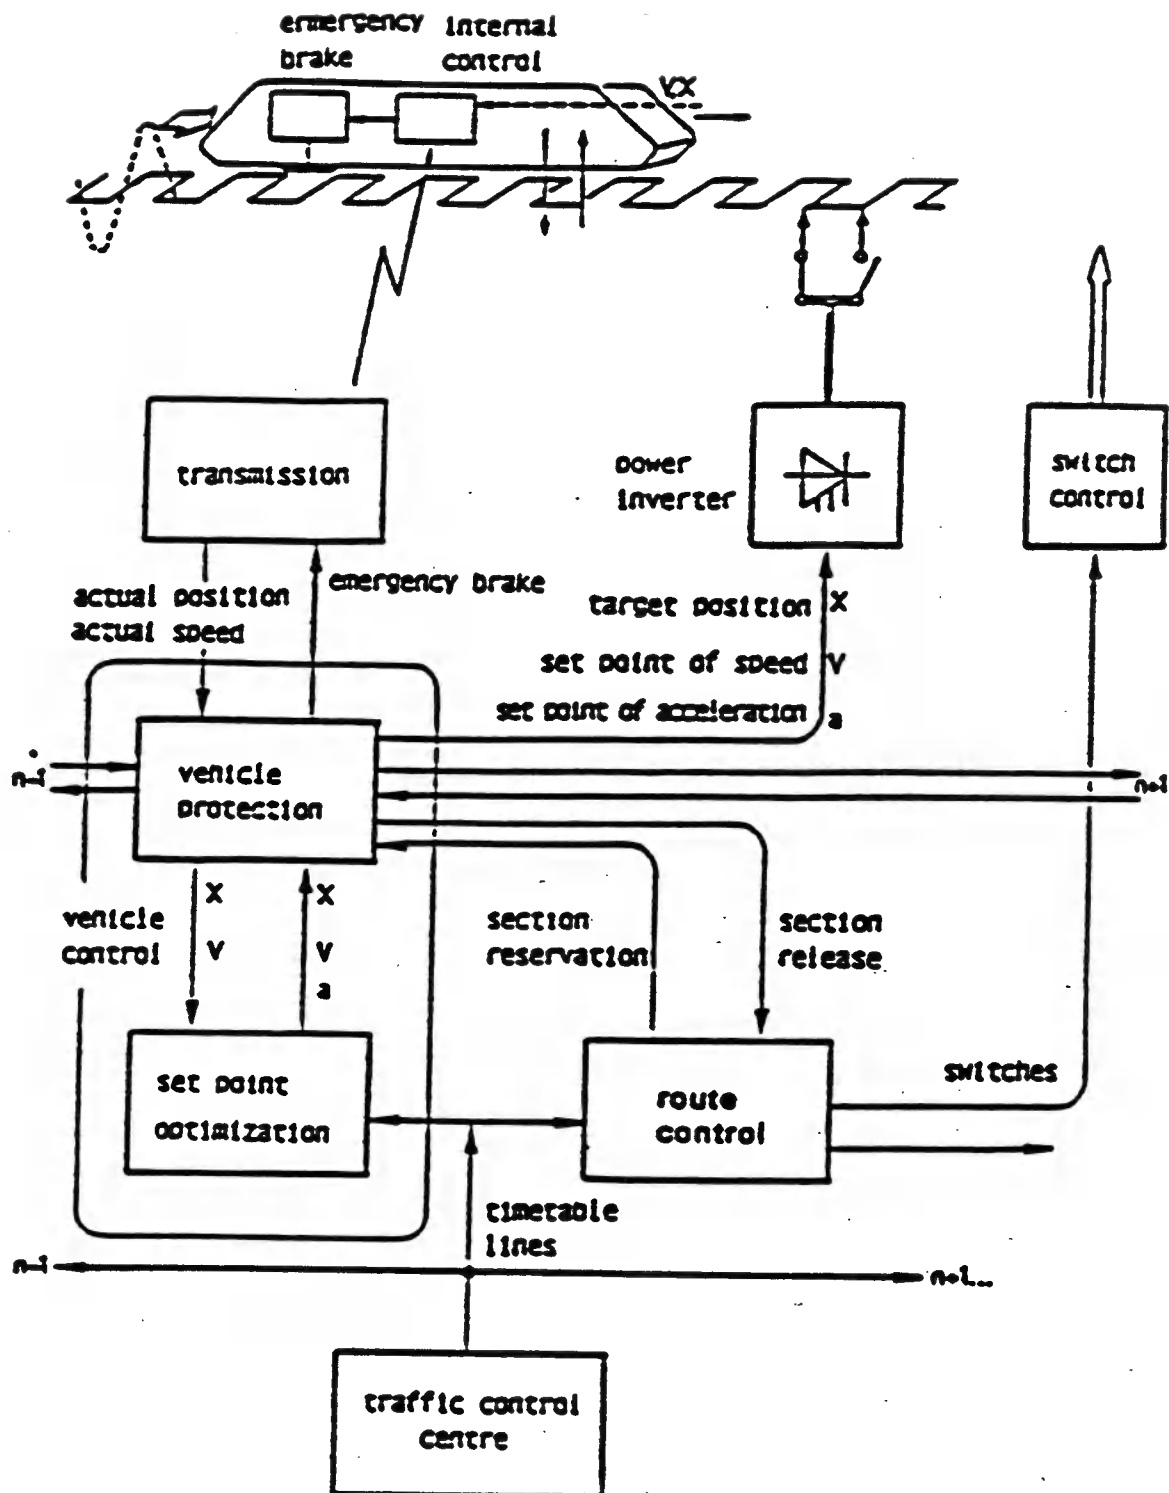 emergency
brake
internal
control
VX
transmission
power
inverter
switch
control
actual position
actual speed
emergency brake
target position X
set point of speed V
set point of acceleration a
n-1
vehicle
protection
n+1
vehicle
control
X
V
X
V
a
section
reservation
section
release
set point
optimization
route
control
switches
timetable
lines
n-1
n+1...
traffic control
centre